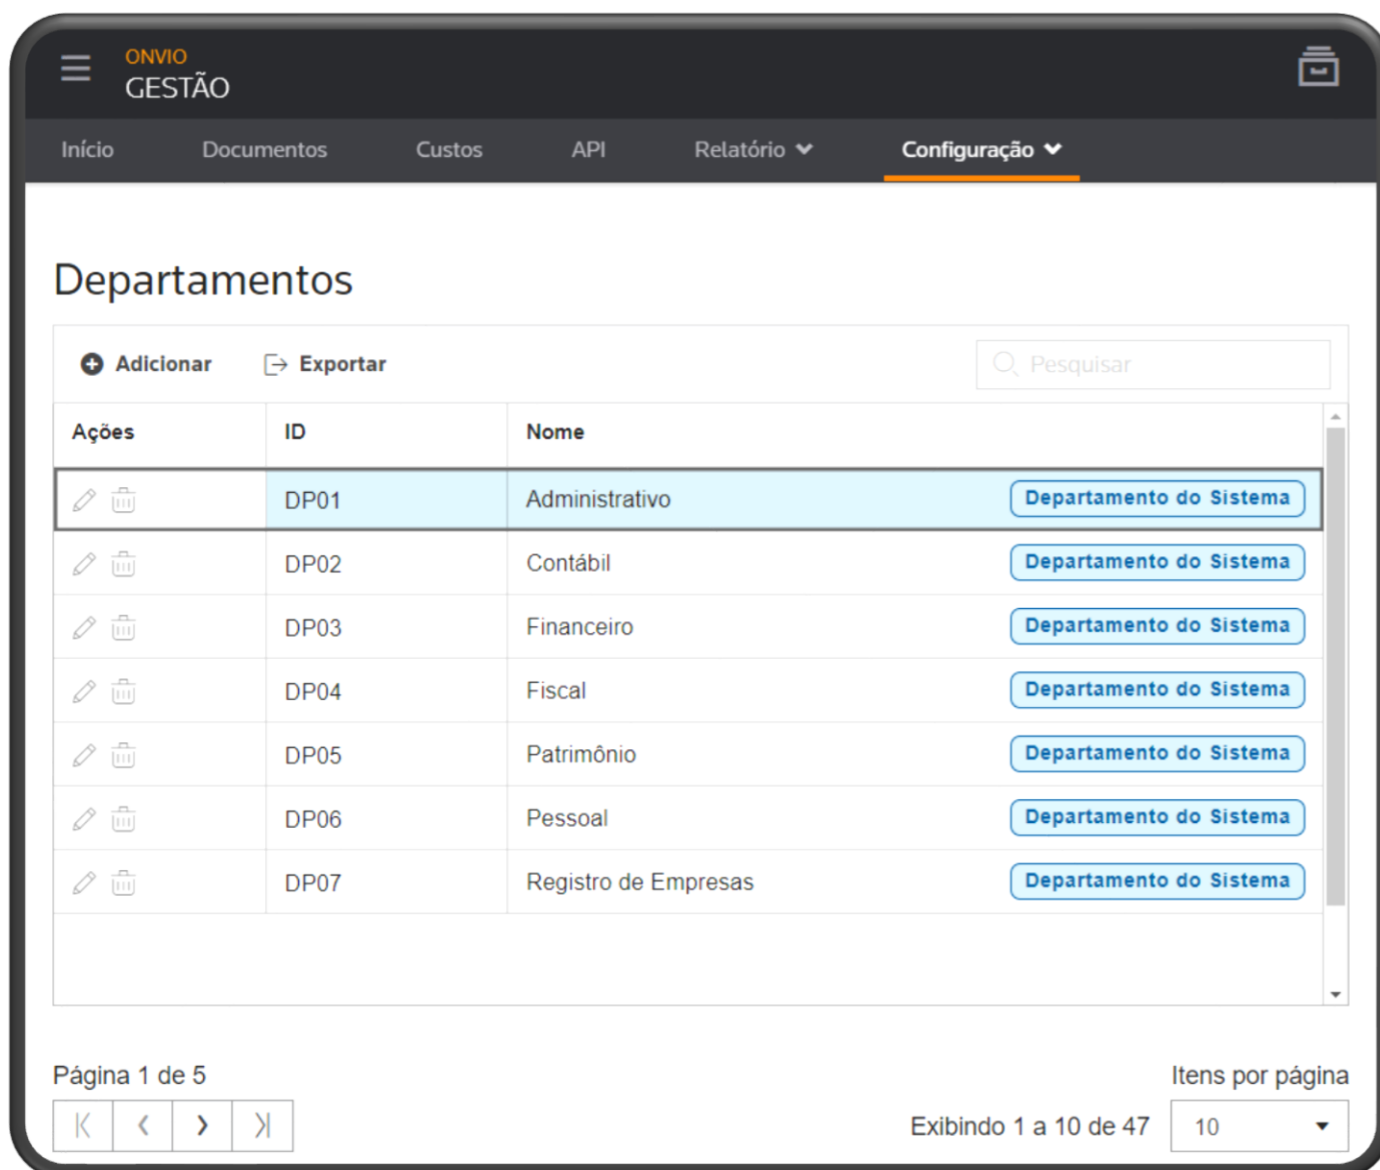 ONVIO
GESTÃO
Início Documentos Custos API Relatório Configuração
Departamentos
Adicionar Exportar Pesquisar
Ações ID Nome
DP01 Administrativo Departamento do Sistema
DP02 Contábil Departamento do Sistema
DP03 Financeiro Departamento do Sistema
DP04 Fiscal Departamento do Sistema
DP05 Patrimônio Departamento do Sistema
DP06 Pessoal Departamento do Sistema
DP07 Registro de Empresas Departamento do Sistema
Página 1 de 5 Itens por página
Exibindo 1 a 10 de 47 10